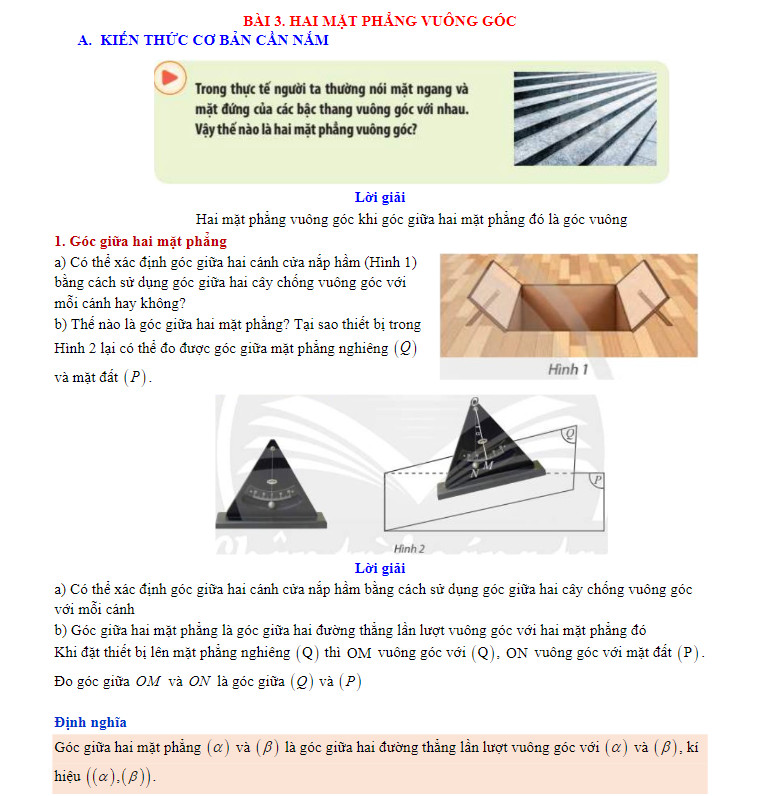 BÀI 3. HAI MẶT PHẲNG VUÔNG GÓC
A. KIẾN THỨC CƠ BẢN CẦN NẮM
Trong thực tế người ta thường nói mặt ngang và
mặt đứng của các bậc thang vuông góc với nhau.
Vậy thế nào là hai mặt phẳng vuông góc?
Lời giải
Hai mặt phẳng vuông góc khi góc giữa hai mặt phẳng đó là góc vuông
1. Góc giữa hai mặt phẳng
a) Có thể xác định góc giữa hai cánh cửa nắp hầm (Hình 1)
bằng cách sử dụng góc giữa hai cây chống vuông góc với
mỗi cánh hay không?
b) Thế nào là góc giữa hai mặt phẳng? Tại sao thiết bị trong
Hình 2 lại có thể đo được góc giữa mặt phẳng nghiêng (Q)
và mặt đất (P).
Hình 1
Q
N M
P
Hình 2
Lời giải
a) Có thể xác định góc giữa hai cánh cửa nắp hầm bằng cách sử dụng góc giữa hai cây chống vuông góc
với mỗi cánh
b) Góc giữa hai mặt phẳng là góc giữa hai đường thẳng lần lượt vuông góc với hai mặt phẳng đó
Khi đặt thiết bị lên mặt phẳng nghiêng (Q) thì OM vuông góc với (Q), ON vuông góc với mặt đất (P).
Đo góc giữa OM và ON là góc giữa (Q) và (P)
Định nghĩa
Góc giữa hai mặt phẳng (α) và (β) là góc giữa hai đường thẳng lần lượt vuông góc với (α) và (β), kí
hiệu ((α),(β)).